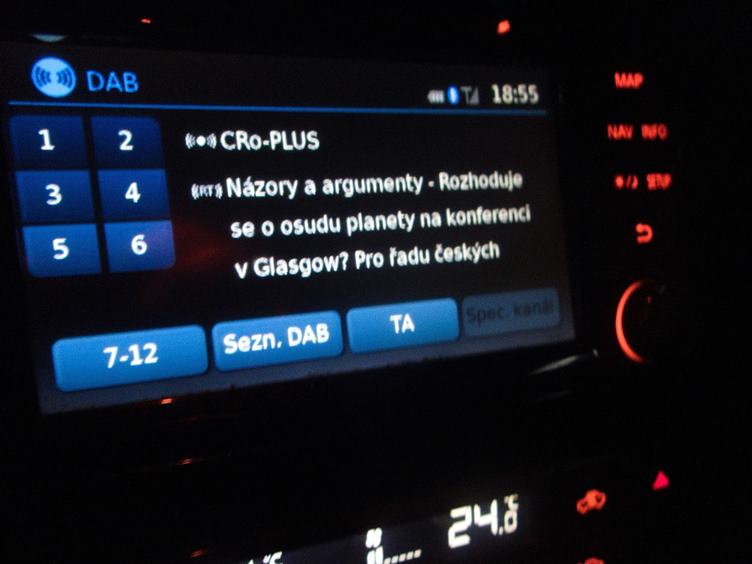 DAB
18:55
MAP
1 2
CRo-PLUS
NAV INFO
3 4
Názory a argumenty - Rozhoduje
SETUP
se o osudu planety na konferenci
5 6
v Glasgow? Pro řadu českých
7-12 Sezn. DAB TA Spec. kanál
24.0 °C
°C